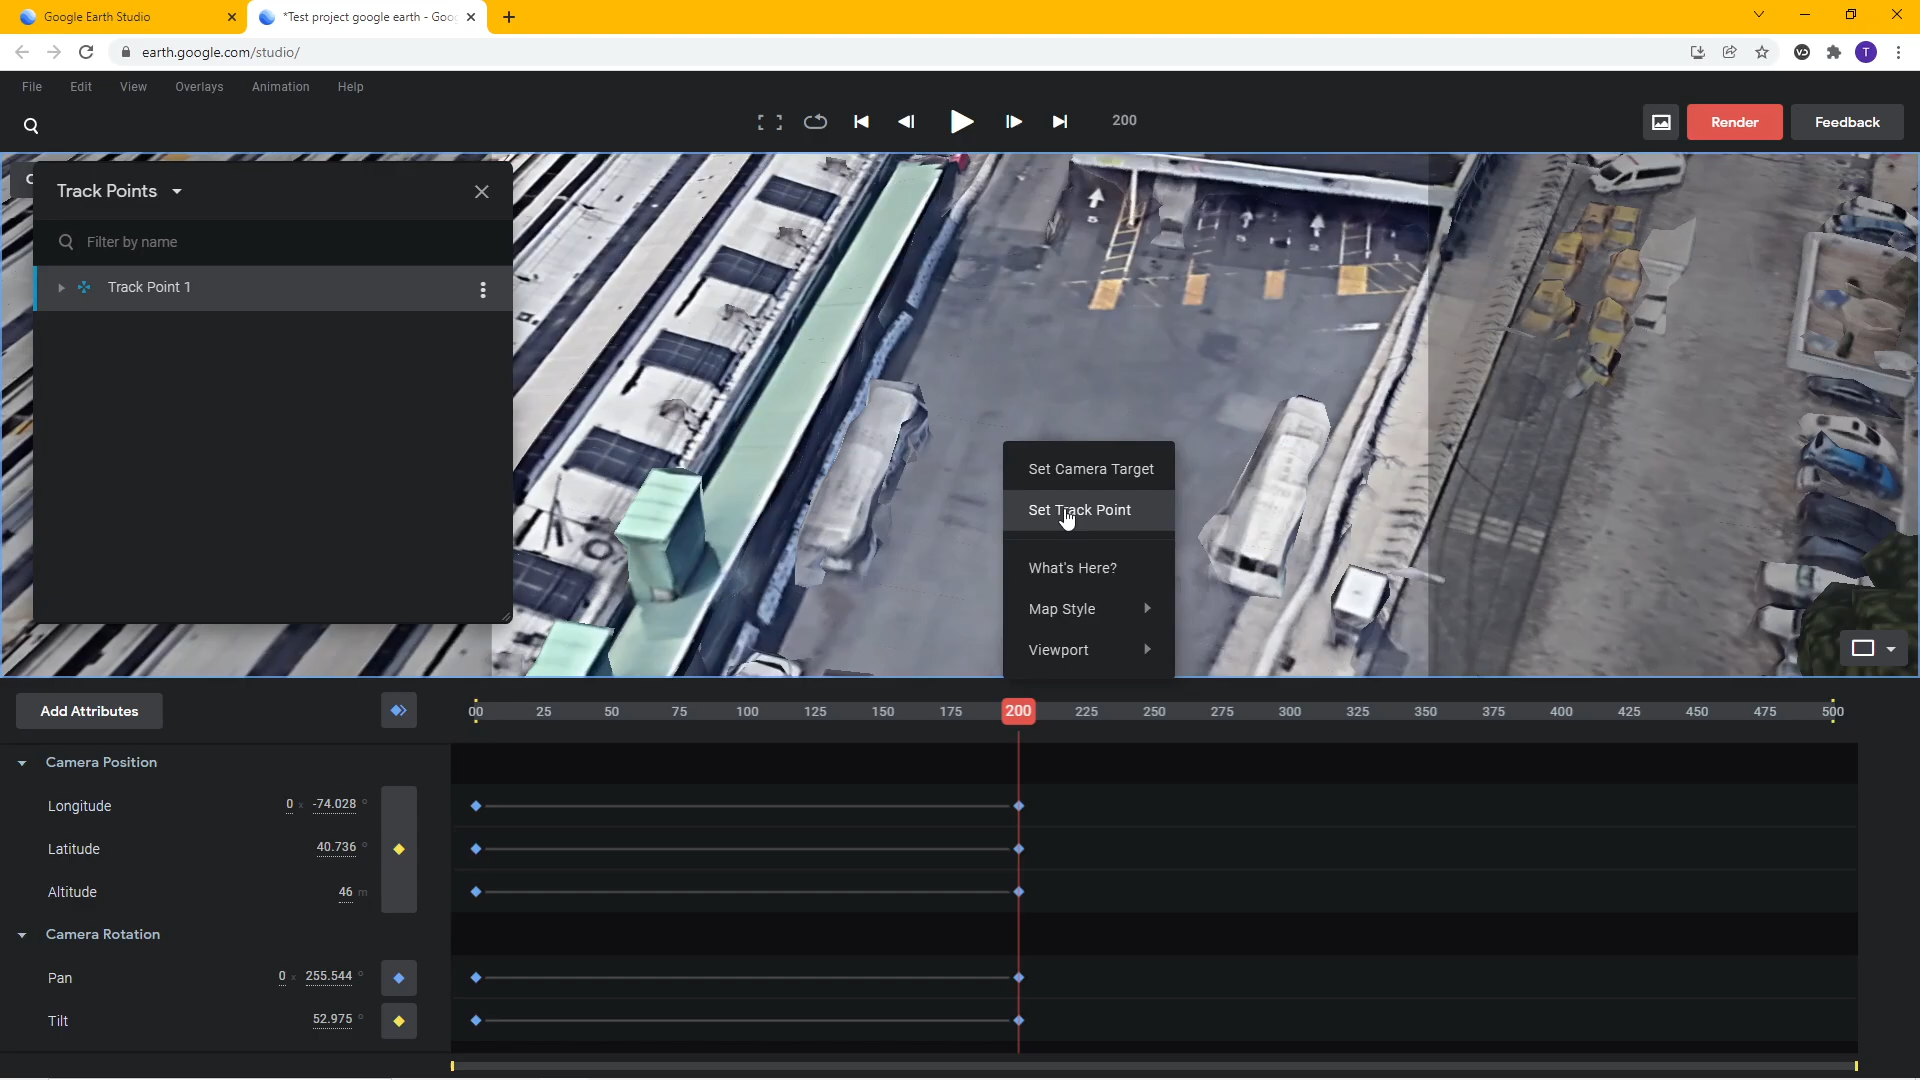 Google Earth Studio
*Test project google earth - Goo
earth.google.com/studio/
T
File Edit View Overlays Animation Help
200
Render
Feedback
Track Points
Filter by name
Track Point 1
Set Camera Target
Set Track Point
What's Here?
Map Style
Viewport
Add Attributes
00 25 50 75 100 125 150 175 200 225 250 275 300 325 350 375 400 425 450 475 500
Camera Position
Longitude 0 x -74.028 °
Latitude 40.736 °
Altitude 46 m
Camera Rotation
Pan 0 x 255.544 °
Tilt 52.975 °